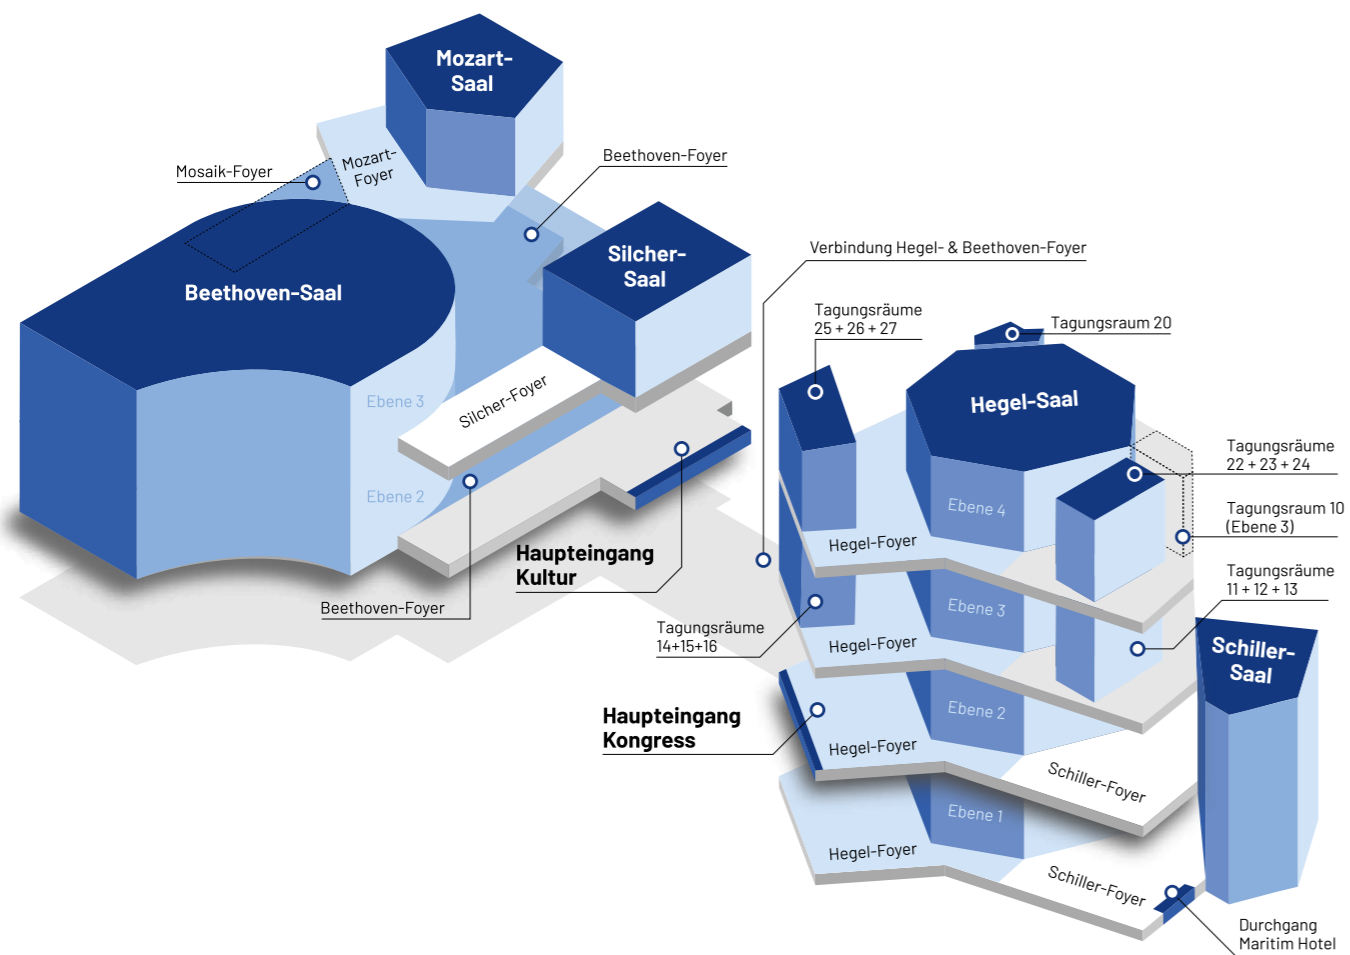 Mozart-
Saal
Mozart-
Foyer
Mosaik-Foyer
Beethoven-Foyer
Silcher-
Saal
Beethoven-Saal
Verbindung Hegel- & Beethoven-Foyer
Tagungsräume
25 + 26 + 27
Tagungsraum 20
Hegel-Saal
Ebene 3
Silcher-Foyer
Tagungsräume
22 + 23 + 24
Ebene 2
Ebene 4
Tagungsraum 10
(Ebene 3)
Hegel-Foyer
Haupteingang
Kultur
Tagungsräume
11 + 12 + 13
Beethoven-Foyer
Ebene 3
Tagungsräume
14+15+16
Hegel-Foyer
Schiller-
Saal
Haupteingang
Kongress
Ebene 2
Hegel-Foyer
Schiller-Foyer
Ebene 1
Hegel-Foyer
Schiller-Foyer
Durchgang
Maritim Hotel